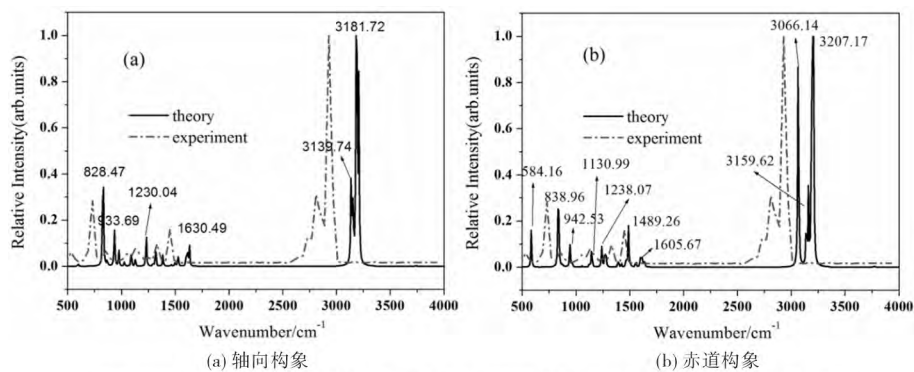 (a)
3181.72
theory
experiment
3139.74
828.47
1230.04
933.69
1630.49
Relative Intensity(arb.units)
1.0
0.8
0.6
0.4
0.2
0.0
500 1000 1500 2000 2500 3000 3500 4000
Wavenumber/cm-1
(a) 轴向构象
3066.14
(b)
3207.17
theory
experiment
1130.99
3159.62
584.16
1238.07
838.96
942.53
1489.26
1605.67
Relative Intensity(arb.units)
1.0
0.8
0.6
0.4
0.2
0.0
500 1000 1500 2000 2500 3000 3500 4000
Wavenumber/cm-1
(b) 赤道构象